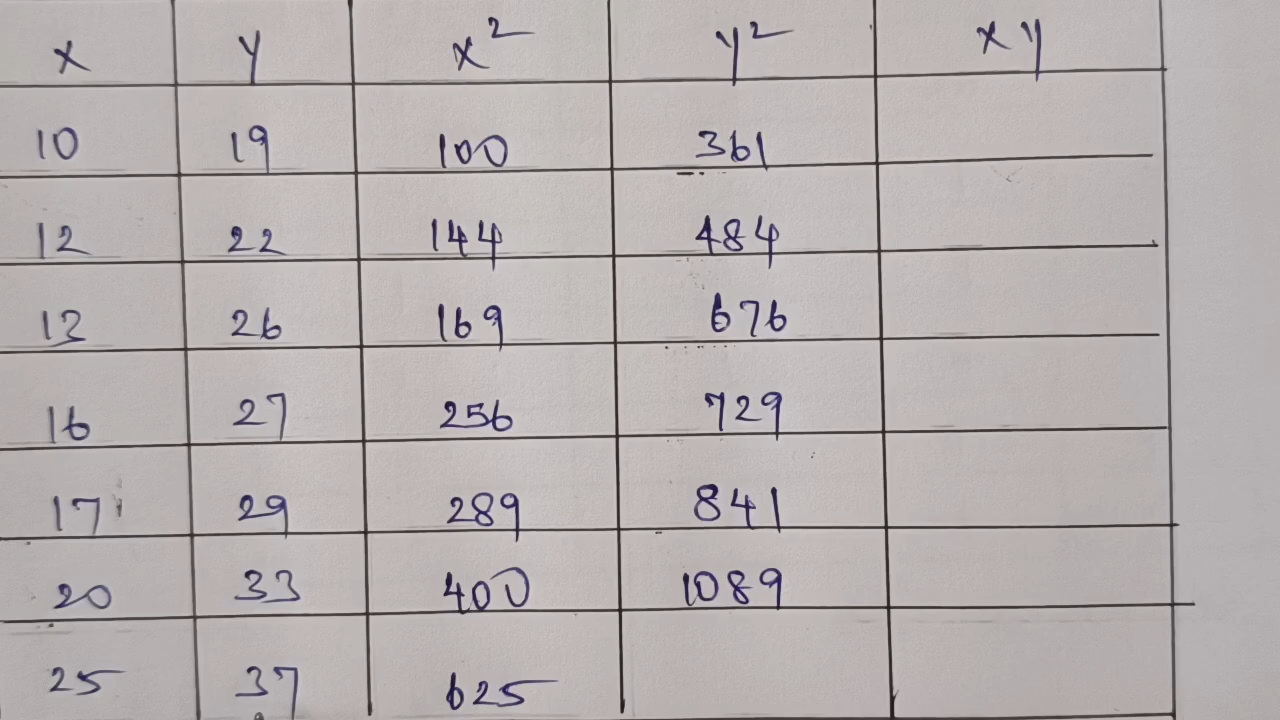 x y x² y² xy
10 19 100 361
12 22 144 484
13 26 169 676
16 27 256 729
17 29 289 841
20 33 400 1089
25 37 625